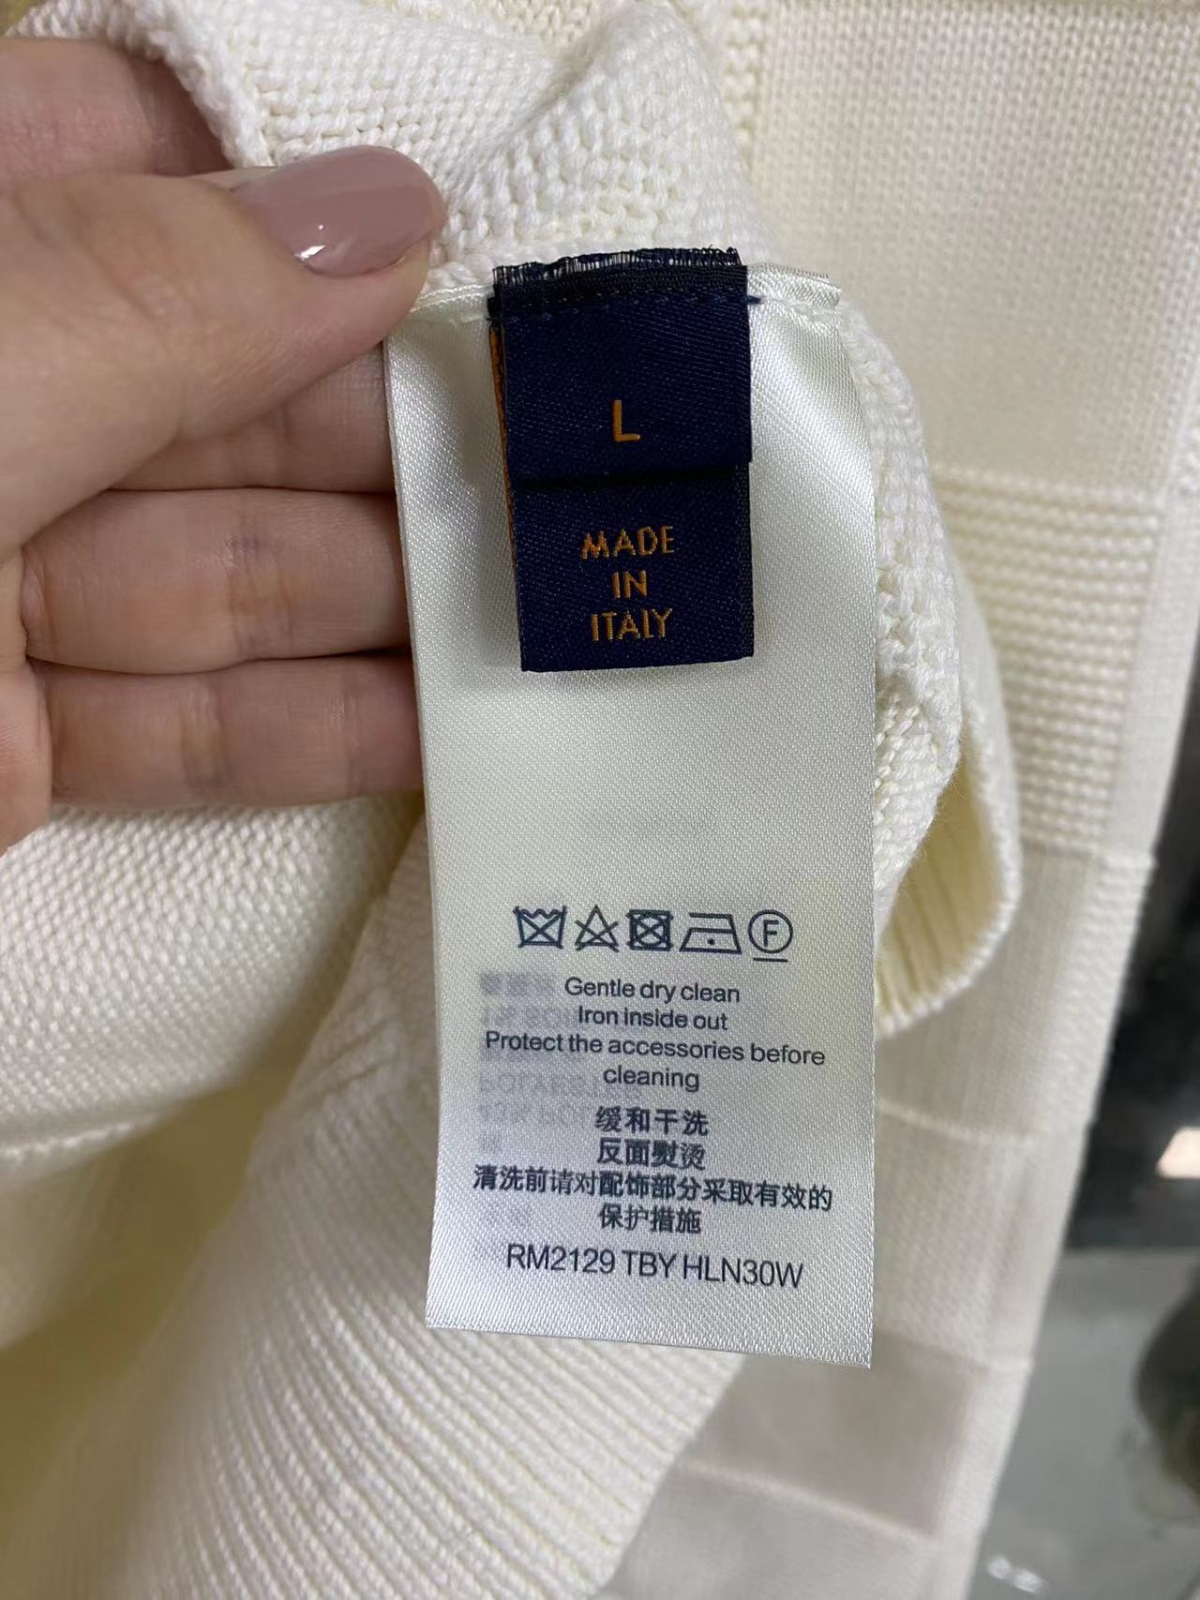 L
MADE
IN
ITALY
F
Gentle dry clean
Iron inside out
Protect the accessories before
cleaning
缓和干洗
反面熨烫
清洗前请对配饰部分采取有效的
保护措施
RM2129 TBY HLN30W